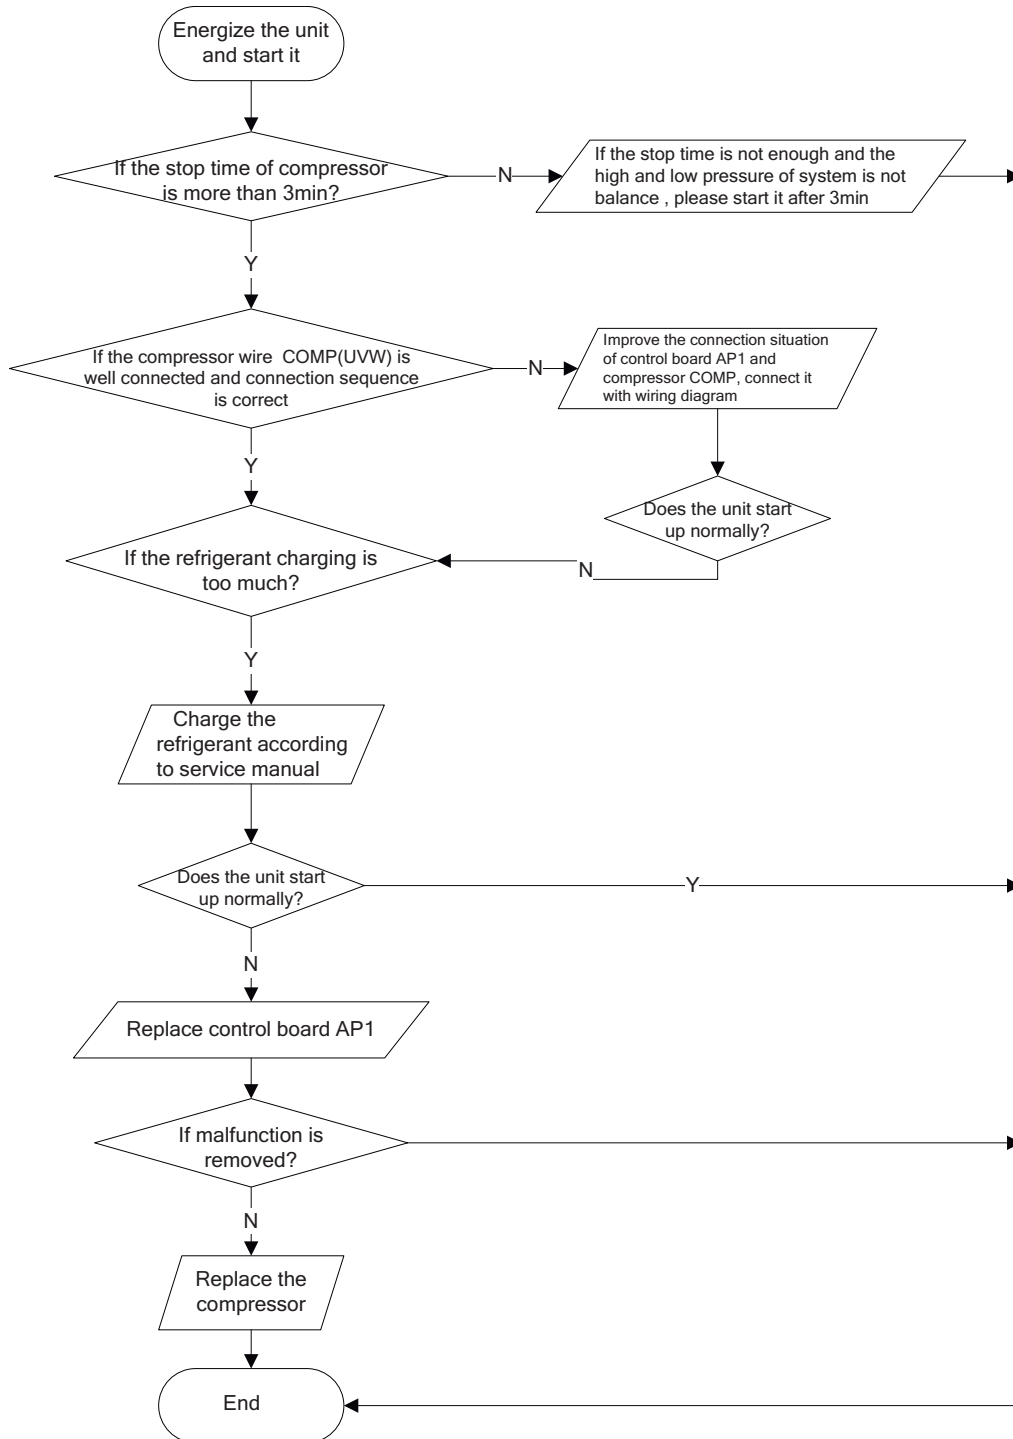 Energize the unit
and start it
If the stop time of compressor
is more than 3min?
N
If the stop time is not enough and the
high and low pressure of system is not
balance , please start it after 3min
Y
If the compressor wire COMP(UVW) is
well connected and connection sequence
is correct
N
Improve the connection situation
of control board AP1 and
compressor COMP, connect it
with wiring diagram
Y
Does the unit start
up normally?
If the refrigerant charging is
too much?
N
Y
Charge the
refrigerant according
to service manual
Does the unit start
up normally?
Y
N
Replace control board AP1
If malfunction is
removed?
N
Replace the
compressor
End